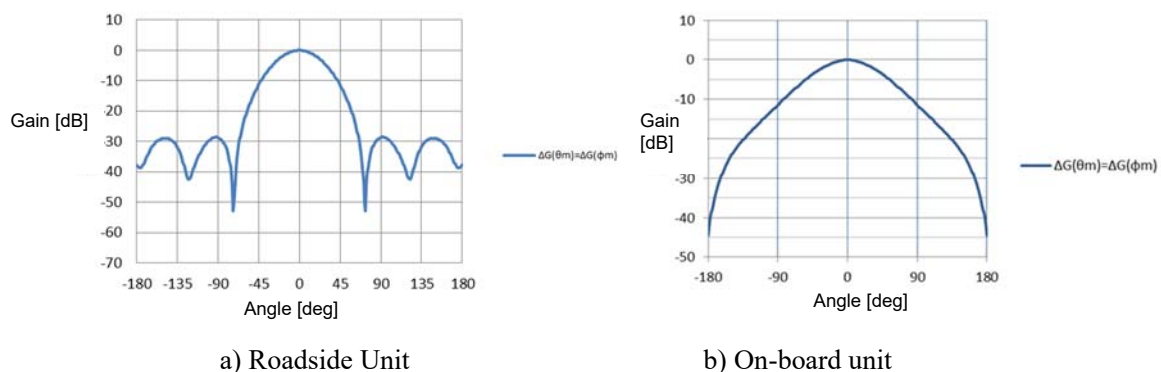 10
0
-10
-20
-30
-40
-50
-60
-70
Gain [dB]
-180 -135 -90 -45 0 45 90 135 180
Angle [deg]
ΔG(θm)=ΔG(φm)
a) Roadside Unit
10
0
-10
-30
-40
-50
Gain
[dB]
-180 -90 0 90 180
Angle [deg]
ΔG(θm)=ΔG(φm)
b) On-board unit